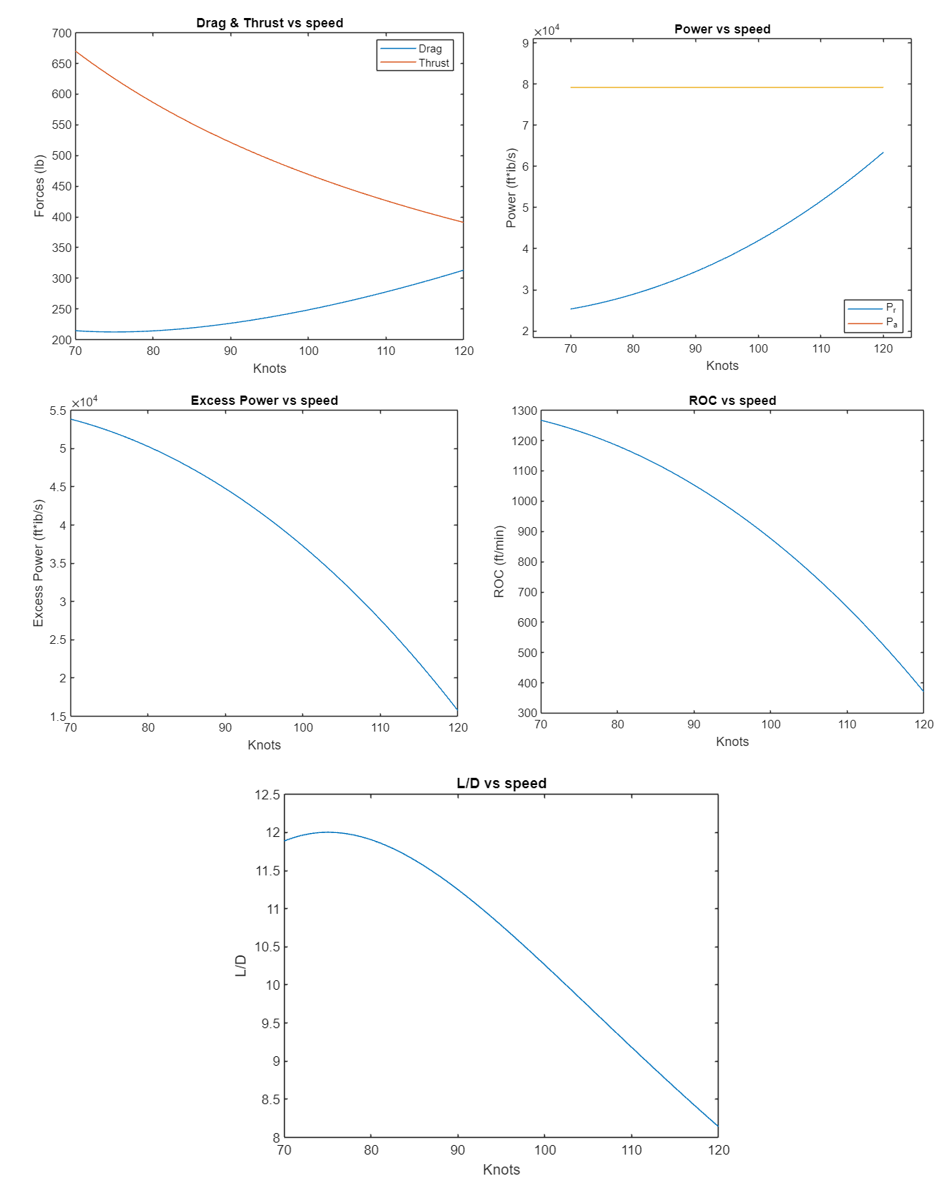 Drag & Thrust vs speed
700
650
600
550
500
450
400
350
300
250
200
Forces (lb)
Drag
Thrust
70 80 90 100 110 120
Knots
Power vs speed
×10⁴
9
8
7
6
5
4
3
2
Power (ft*ib/s)
Pr
Pa
70 80 90 100 110 120
Knots
Excess Power vs speed
×10⁴
5.5
5
4.5
4
3.5
3
2.5
2
1.5
Excess Power (ft*ib/s)
70 80 90 100 110 120
Knots
ROC vs speed
1300
1200
1100
1000
900
800
700
600
500
400
300
ROC (ft/min)
70 80 90 100 110 120
Knots
L/D vs speed
12.5
12
11.5
11
10.5
10
9.5
9
8.5
8
L/D
70 80 90 100 110 120
Knots